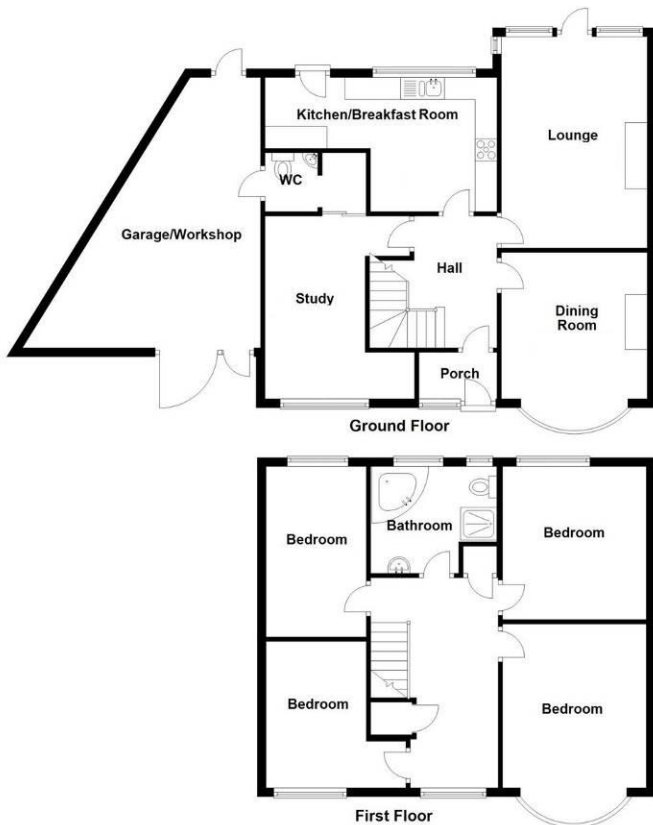 Kitchen/Breakfast Room
Lounge
WC
Garage/Workshop
Hall
Study
Dining
Room
Porch
Ground Floor
Bathroom
Bedroom
Bedroom
Bedroom
Bedroom
First Floor